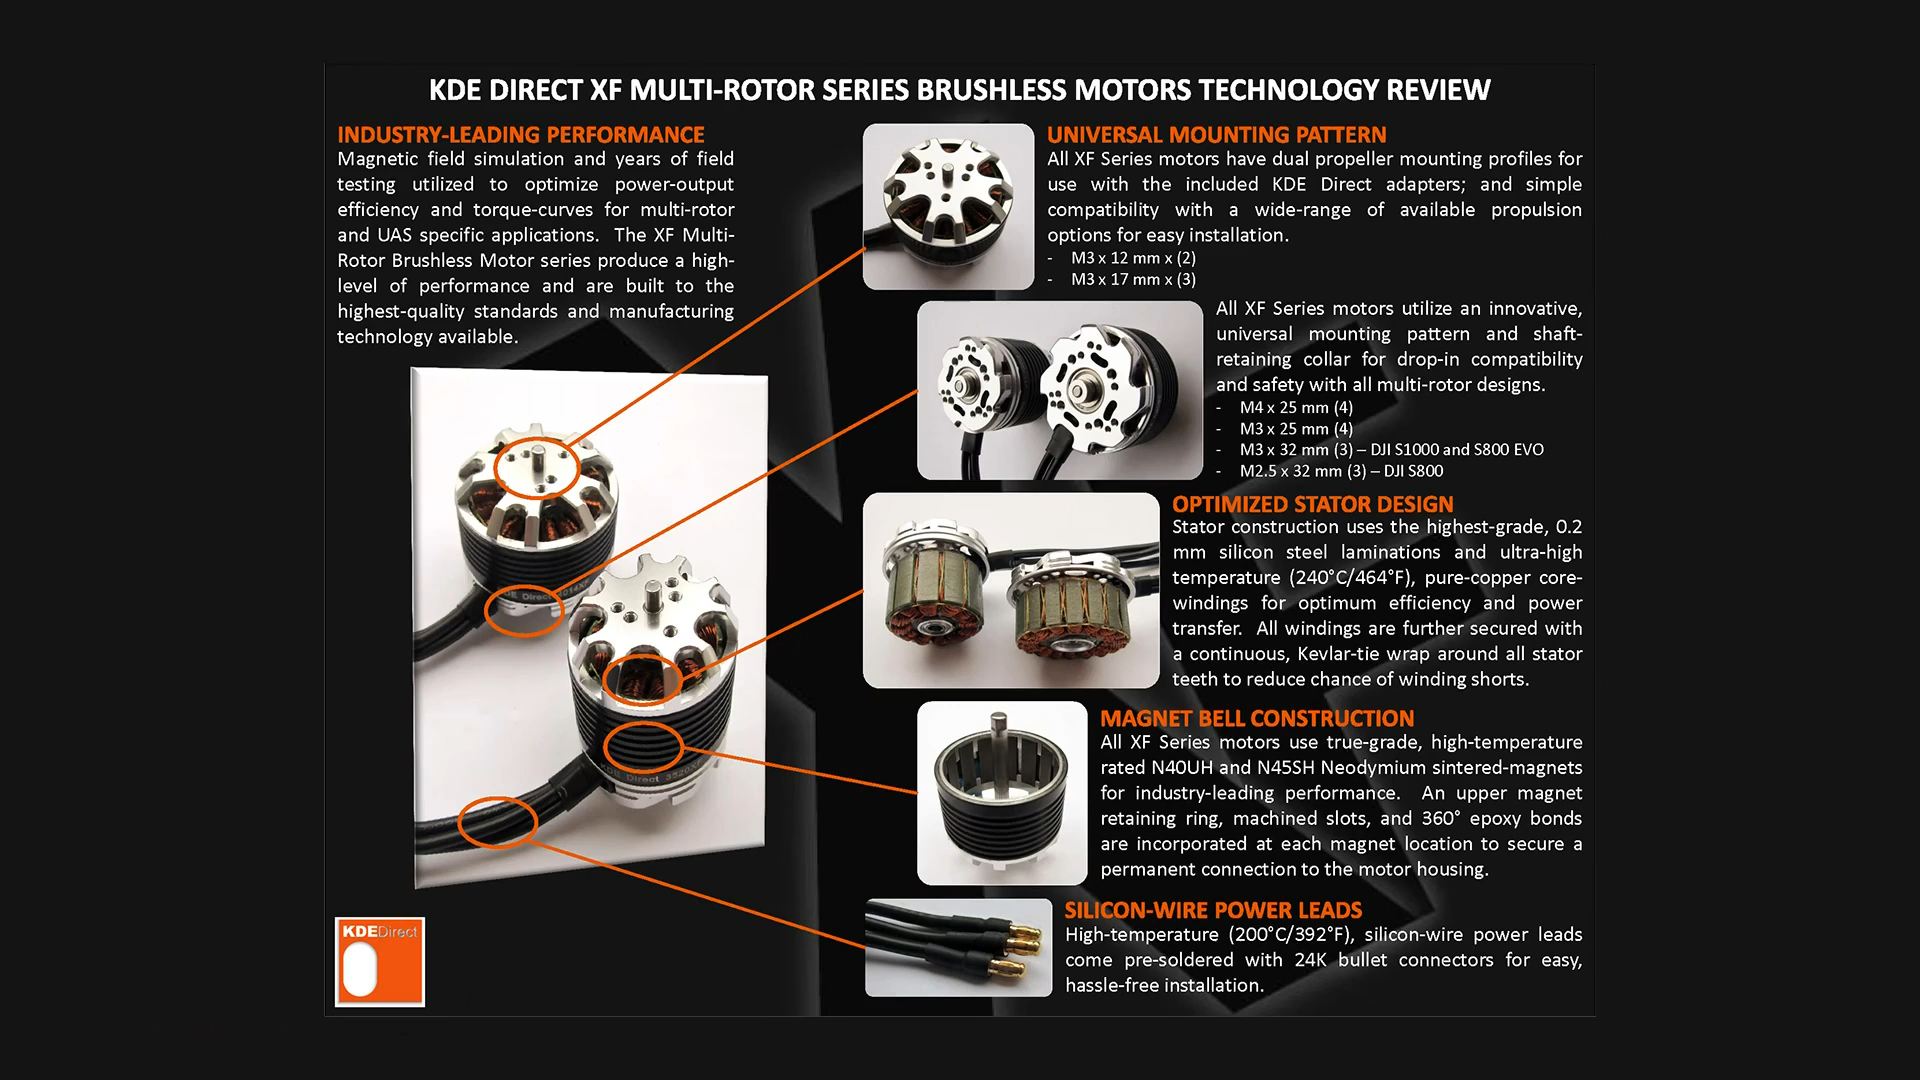 KDE DIRECT XF MULTI-ROTOR SERIES BRUSHLESS MOTORS TECHNOLOGY REVIEW
INDUSTRY-LEADING PERFORMANCE
Magnetic field simulation and years of field
testing utilized to optimize power-output
efficiency and torque-curves for multi-rotor
and UAS specific applications. The XF Multi-
Rotor Brushless Motor series produce a high-
level of performance and are built to the
highest-quality standards and manufacturing
technology available.
UNIVERSAL MOUNTING PATTERN
All XF Series motors have dual propeller mounting profiles for
use with the included KDE Direct adapters; and simple
compatibility with a wide-range of available propulsion
options for easy installation.
- M3 x 12 mm x (2)
- M3 x 17 mm x (3)
All XF Series motors utilize an innovative,
universal mounting pattern and shaft-
retaining collar for drop-in compatibility
and safety with all multi-rotor designs.
- M4 x 25 mm (4)
- M3 x 25 mm (4)
- M3 x 32 mm (3) – DJI S1000 and S800 EVO
- M2.5 x 32 mm (3) – DJI S800
OPTIMIZED STATOR DESIGN
Stator construction uses the highest-grade, 0.2
mm silicon steel laminations and ultra-high
temperature (240°C/464°F), pure-copper core-
windings for optimum efficiency and power
transfer. All windings are further secured with
a continuous, Kevlar-tie wrap around all stator
teeth to reduce chance of winding shorts.
MAGNET BELL CONSTRUCTION
All XF Series motors use true-grade, high-temperature
rated N40UH and N45SH Neodymium sintered-magnets
for industry-leading performance. An upper magnet
retaining ring, machined slots, and 360° epoxy bonds
are incorporated at each magnet location to secure a
permanent connection to the motor housing.
SILICON-WIRE POWER LEADS
High-temperature (200°C/392°F), silicon-wire power leads
come pre-soldered with 24K bullet connectors for easy,
hassle-free installation.
KDE Direct
KDE Direct
KDEDirect